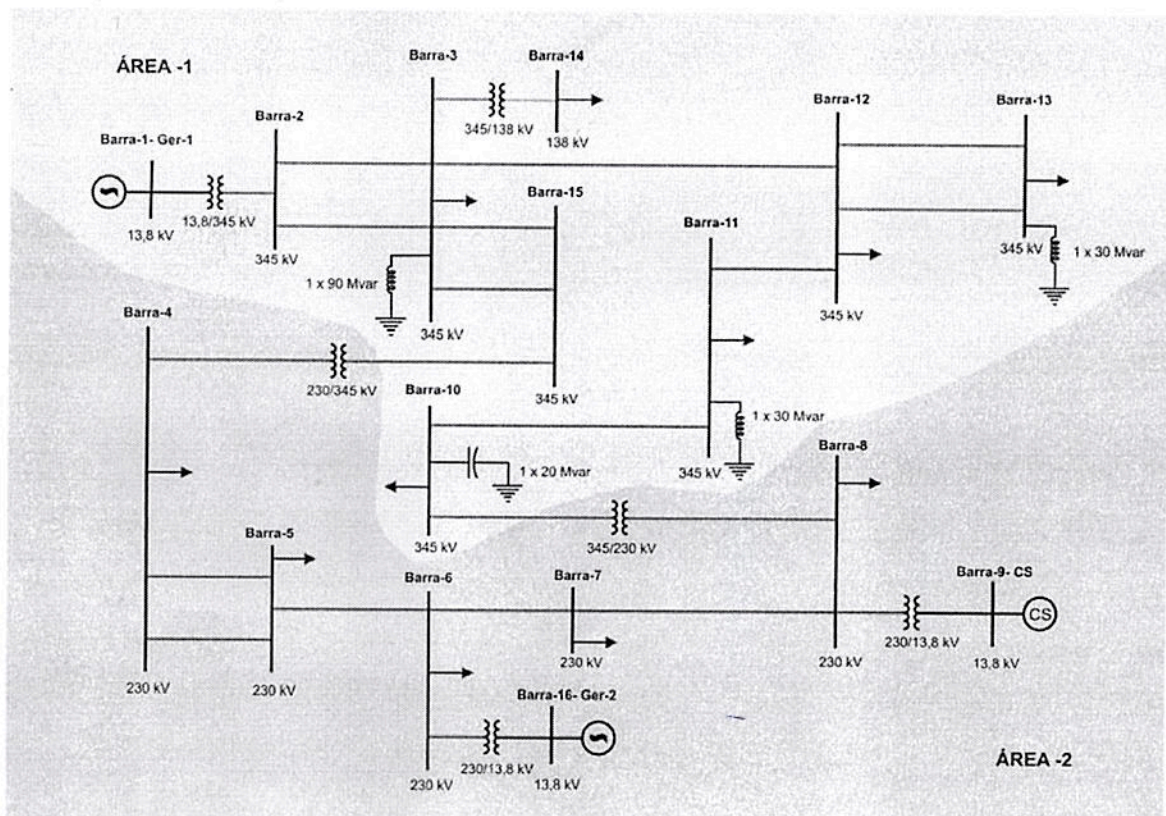 ÁREA -1
Barra-3
Barra-14
345/138 kV
138 kV
Barra-12
Barra-13
Barra-2
Barra-1- Ger-1
13,8/345 kV
13,8 kV
345 kV
Barra-15
Barra-11
1 x 90 Mvar
345 kV
345 kV
1 x 30 Mvar
345 kV
Barra-4
230/345 kV
345 kV
Barra-10
1 x 20 Mvar
345 kV
1 x 30 Mvar
345 kV
Barra-8
345/230 kV
Barra-5
230 kV
230 kV
Barra-6
Barra-7
230 kV
230 kV
Barra-9- CS
CS
230/13,8 kV
13,8 kV
Barra-16- Ger-2
230/13,8 kV
13,8 kV
230 kV
ÁREA -2